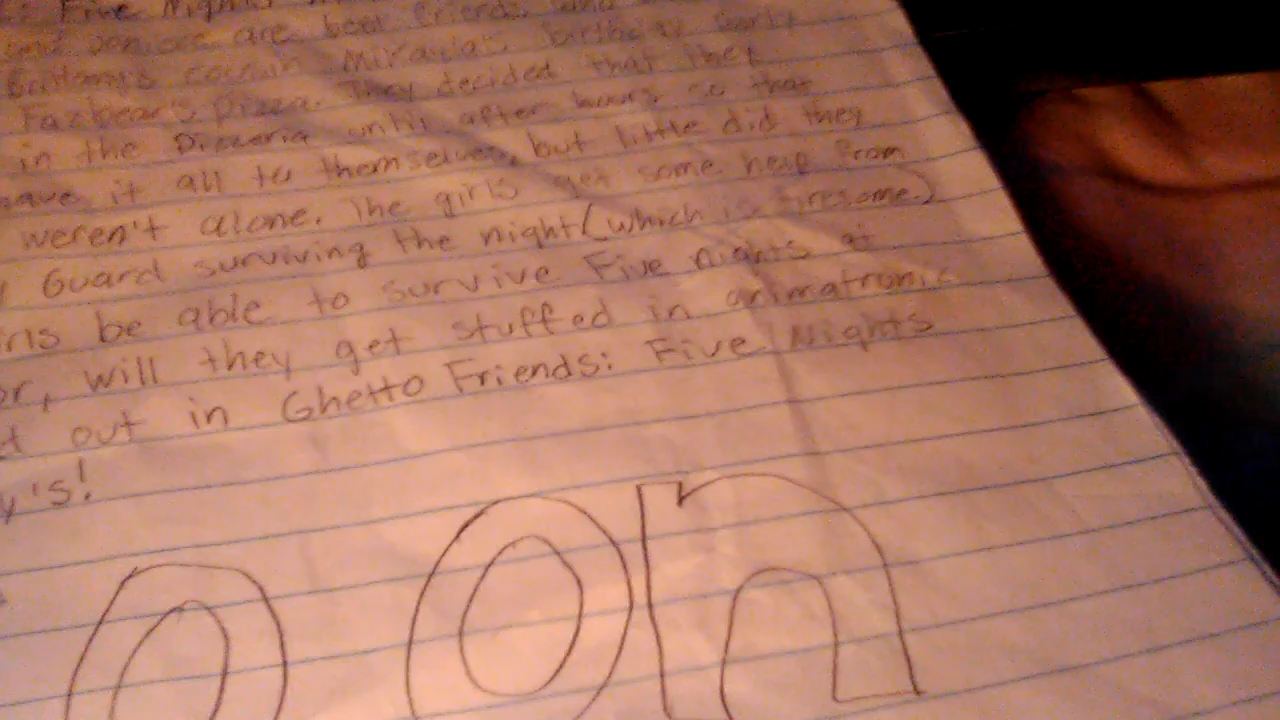 Five Nights
are best friends
cousin Mikayla's birthday party
Fazbear's Pizza. They decided that they
in the Pizzeria until after hours so that
have it all to themselves, but little did they
weren't alone. The girls get some help from
Guard surviving the night (which is tiresome.)
be able to survive Five nights at
or, will they get stuffed in animatronic
out in Ghetto Friends: Five Nights
y's!
oon